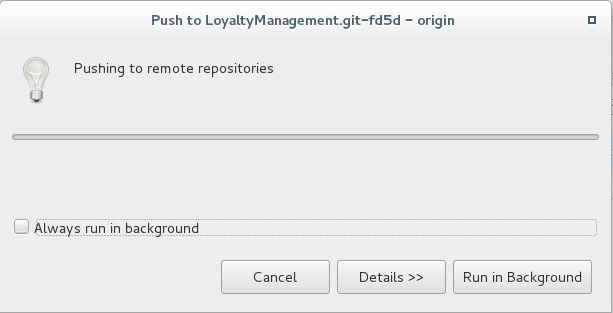 Push to LoyaltyManagement.git-fd5d - origin
Pushing to remote repositories
Always run in background
Cancel
Details >>
Run in Background